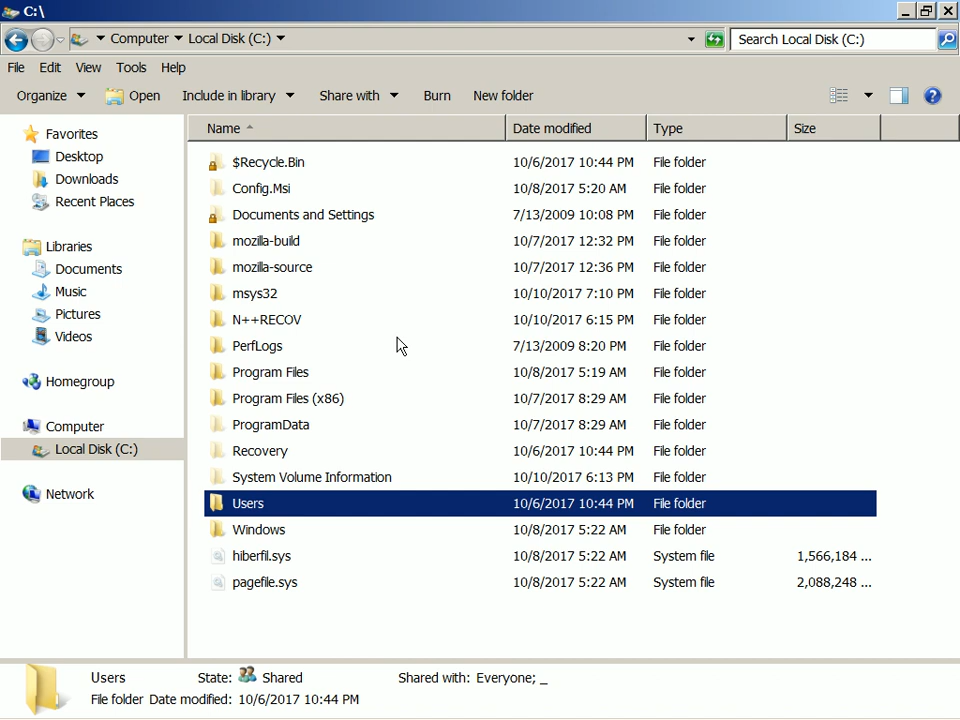 C:\
Computer Local Disk (C:) Search Local Disk (C:)
File Edit View Tools Help
Organize Open Include in library Share with Burn New folder
Favorites
Desktop
Downloads
Recent Places
Libraries
Documents
Music
Pictures
Videos
Homegroup
Computer
Local Disk (C:)
Network
Name Date modified Type Size
$Recycle.Bin 10/6/2017 10:44 PM File folder
Config.Msi 10/8/2017 5:20 AM File folder
Documents and Settings 7/13/2009 10:08 PM File folder
mozilla-build 10/7/2017 12:32 PM File folder
mozilla-source 10/7/2017 12:36 PM File folder
msys32 10/10/2017 7:10 PM File folder
N++RECOV 10/10/2017 6:15 PM File folder
PerfLogs 7/13/2009 8:20 PM File folder
Program Files 10/8/2017 5:19 AM File folder
Program Files (x86) 10/7/2017 8:29 AM File folder
ProgramData 10/7/2017 8:29 AM File folder
Recovery 10/6/2017 10:44 PM File folder
System Volume Information 10/10/2017 6:13 PM File folder
Users 10/6/2017 10:44 PM File folder
Windows 10/8/2017 5:22 AM File folder
hiberfil.sys 10/8/2017 5:22 AM System file 1,566,184 ...
pagefile.sys 10/8/2017 5:22 AM System file 2,088,248 ...
Users State: Shared Shared with: Everyone; _
File folder Date modified: 10/6/2017 10:44 PM